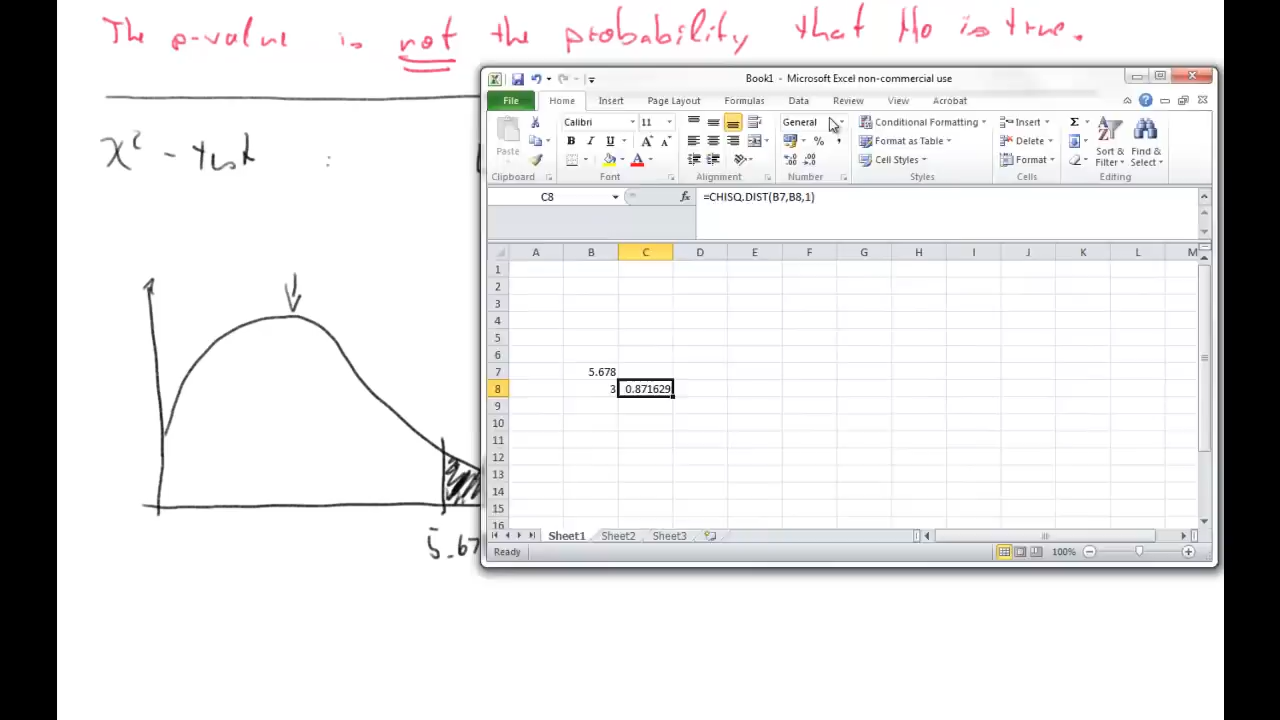 The p-value is not the probability that Ho is true.
x² - test :
5.67
Book1 - Microsoft Excel non-commercial use
File Home Insert Page Layout Formulas Data Review View Acrobat
Calibri 11 General Conditional Formatting Insert Σ
Paste B I U A % , Format as Table Delete Sort & Filter Find & Select
Cell Styles Format
Clipboard Font Alignment Number Styles Cells Editing
C8 fx =CHISQ.DIST(B7,B8,1)
A B C D E F G H I J K L M
1
2
3
4
5
6
7 5.678
8 3 0.871629
9
10
11
12
13
14
15
16
Sheet1 Sheet2 Sheet3
Ready 100%